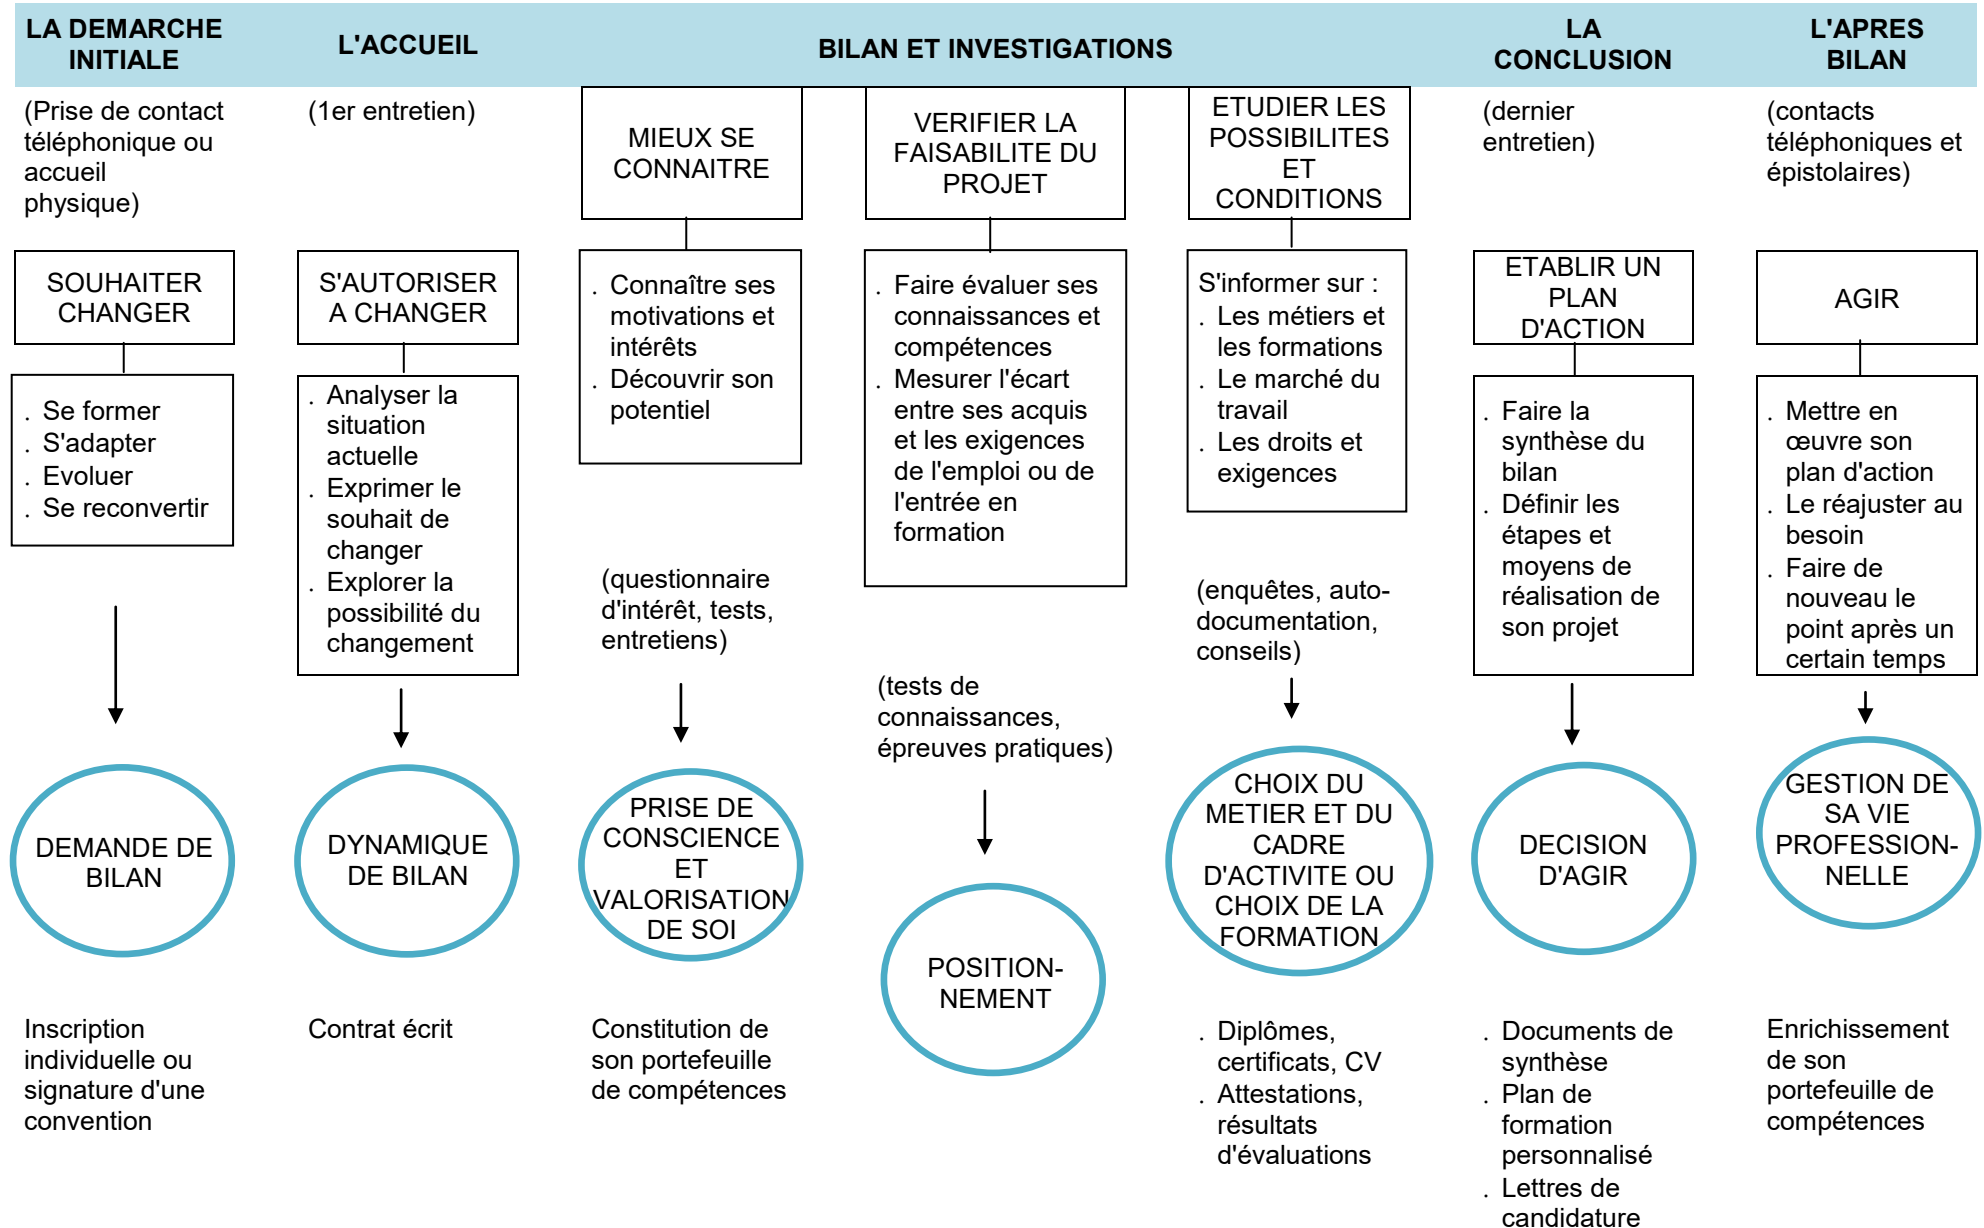 LA DEMARCHE
INITIALE
L'ACCUEIL
BILAN ET INVESTIGATIONS
LA
CONCLUSION
L'APRES
BILAN
(Prise de contact
téléphonique ou
accueil
physique)
SOUHAITER
CHANGER
. Se former
. S'adapter
. Evoluer
. Se reconvertir
DEMANDE DE
BILAN
Inscription
individuelle ou
signature d'une
convention
(1er entretien)
S'AUTORISER
A CHANGER
. Analyser la
situation
actuelle
. Exprimer le
souhait de
changer
. Explorer la
possibilité du
changement
DYNAMIQUE
DE BILAN
Contrat écrit
MIEUX SE
CONNAITRE
. Connaître ses
motivations et
intérêts
. Découvrir son
potentiel
(questionnaire
d'intérêt, tests,
entretiens)
PRISE DE
CONSCIENCE
ET
VALORISATION
DE SOI
Constitution de
son portefeuille
de compétences
VERIFIER LA
FAISABILITE DU
PROJET
. Faire évaluer ses
connaissances et
compétences
. Mesurer l'écart
entre ses acquis
et les exigences
de l'emploi ou de
l'entrée en
formation
(tests de
connaissances,
épreuves pratiques)
POSITION-
NEMENT
ETUDIER LES
POSSIBILITES
ET
CONDITIONS
S'informer sur :
. Les métiers et
les formations
. Le marché du
travail
. Les droits et
exigences
(enquêtes, auto-
documentation,
conseils)
CHOIX DU
METIER ET DU
CADRE
D'ACTIVITE OU
CHOIX DE LA
FORMATION
. Diplômes,
certificats, CV
. Attestations,
résultats
d'évaluations
(dernier
entretien)
ETABLIR UN
PLAN
D'ACTION
. Faire la
synthèse du
bilan
. Définir les
étapes et
moyens de
réalisation de
son projet
DECISION
D'AGIR
. Documents de
synthèse
. Plan de
formation
personnalisé
. Lettres de
candidature
(contacts
téléphoniques et
épistolaires)
AGIR
. Mettre en
œuvre son
plan d'action
. Le réajuster au
besoin
. Faire de
nouveau le
point après un
certain temps
GESTION DE
SA VIE
PROFESSION-
NELLE
Enrichissement
de son
portefeuille de
compétences